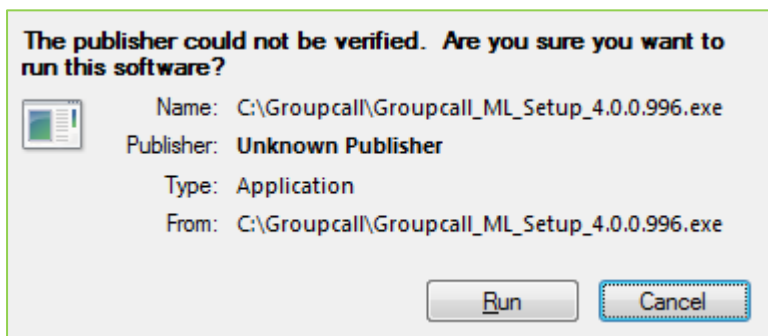 The publisher could not be verified.  Are you sure you want to
run this software?
Name: C:\Groupcall\Groupcall_ML_Setup_4.0.0.996.exe
Publisher: Unknown Publisher
Type: Application
From: C:\Groupcall\Groupcall_ML_Setup_4.0.0.996.exe
Run Cancel